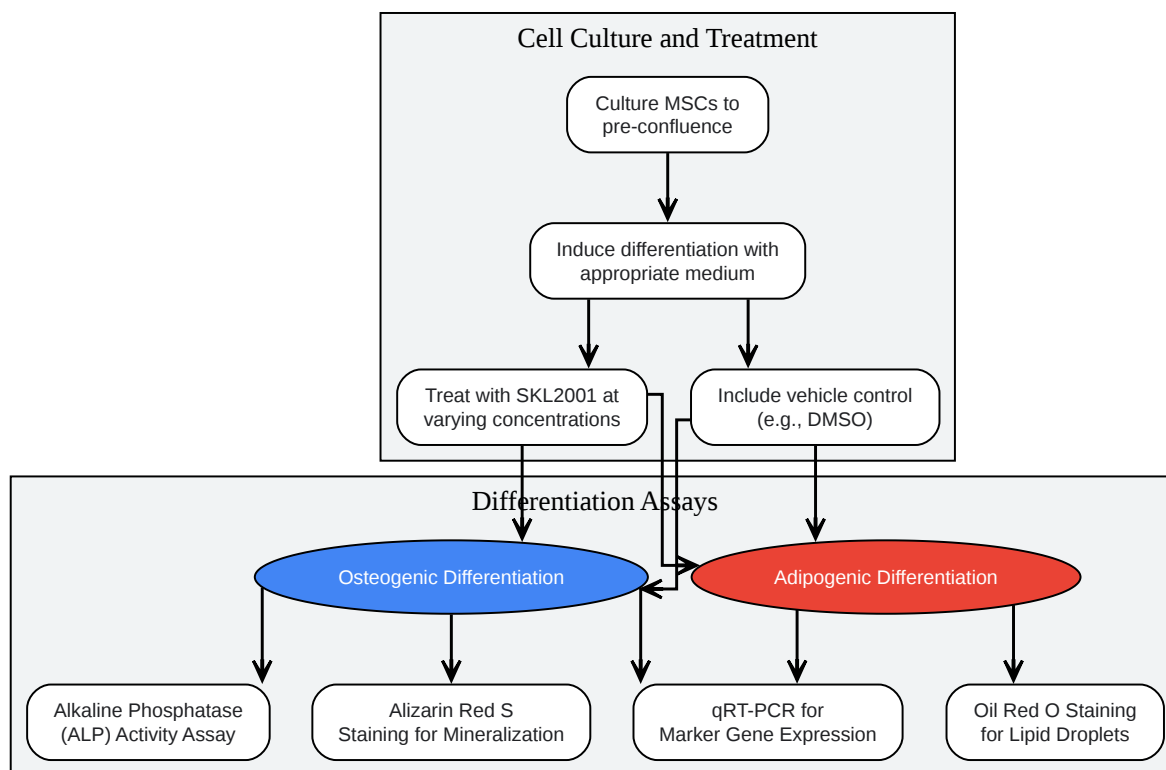 Cell Culture and Treatment
Culture MSCs to
pre-confluence
Induce differentiation with
appropriate medium
Treat with SKL2001 at
varying concentrations
Include vehicle control
(e.g., DMSO)
Differentiation Assays
Osteogenic Differentiation
Adipogenic Differentiation
Alkaline Phosphatase
(ALP) Activity Assay
Alizarin Red S
Staining for Mineralization
qRT-PCR for
Marker Gene Expression
Oil Red O Staining
for Lipid Droplets